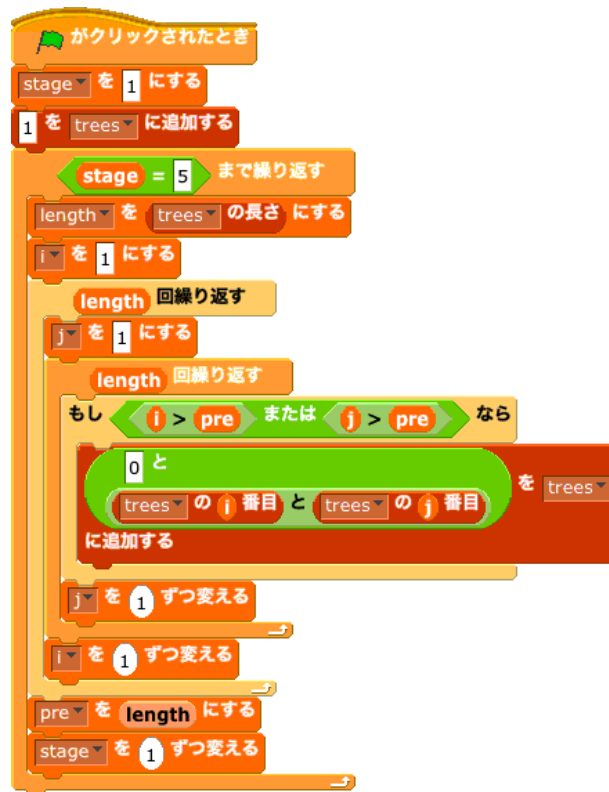 がクリックされたとき
stage を 1 にする
1 を trees に追加する
stage = 5 まで繰り返す
length を trees の長さ にする
i を 1 にする
length 回繰り返す
j を 1 にする
length 回繰り返す
もし i > pre または j > pre なら
0 と
trees の i 番目 と trees の j 番目
を trees
に追加する
j を 1 ずつ変える
i を 1 ずつ変える
pre を length にする
stage を 1 ずつ変える